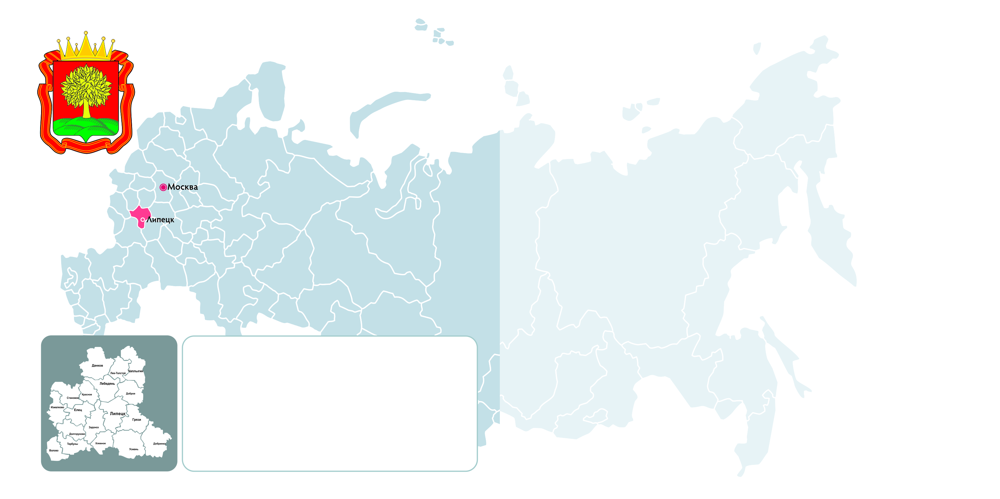 Москва
Липецк
Данков
Лев-Толстой
Чаплыгин
Лебедянь
Доброе
Красное
Становое
Измалково
Елец
Липецк
Грязи
Задонск
Долгоруково
Тербуны
Хлевное
Добринка
Усмань
Волово